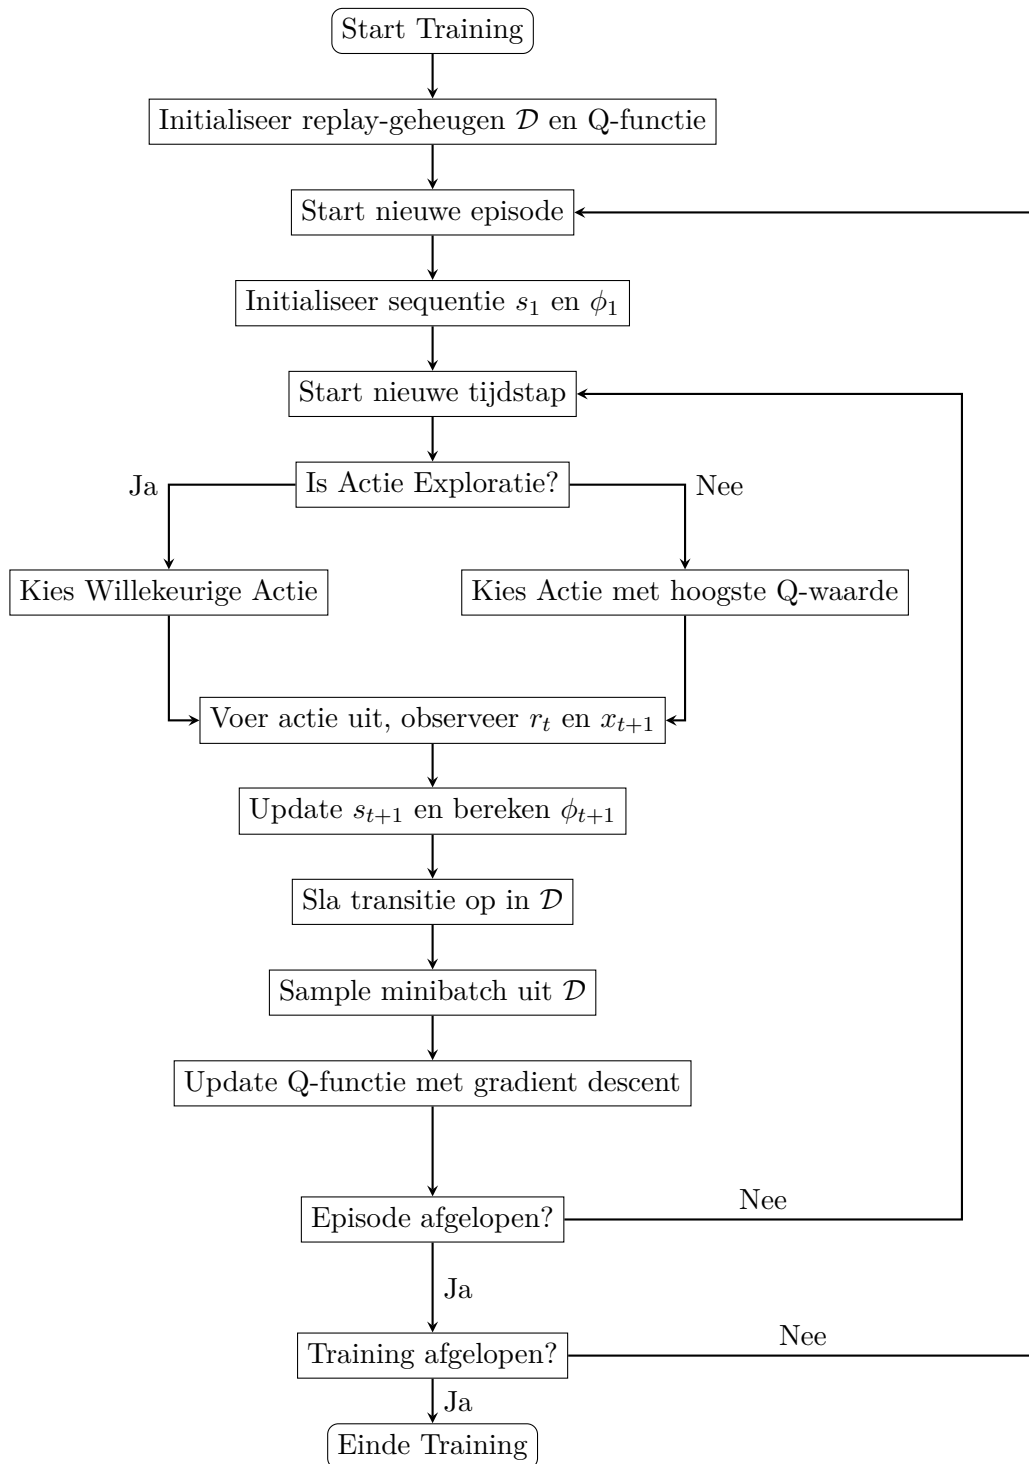 Start Training
Initialiseer replay-geheugen 𝒟 en Q-functie
Start nieuwe episode
Initialiseer sequentie s₁ en ϕ₁
Start nieuwe tijdstap
Is Actie Exploratie?
Ja
Nee
Kies Willekeurige Actie
Kies Actie met hoogste Q-waarde
Voer actie uit, observeer rₜ en xₜ₊₁
Update sₜ₊₁ en bereken ϕₜ₊₁
Sla transitie op in 𝒟
Sample minibatch uit 𝒟
Update Q-functie met gradient descent
Episode afgelopen?
Nee
Ja
Training afgelopen?
Nee
Ja
Einde Training